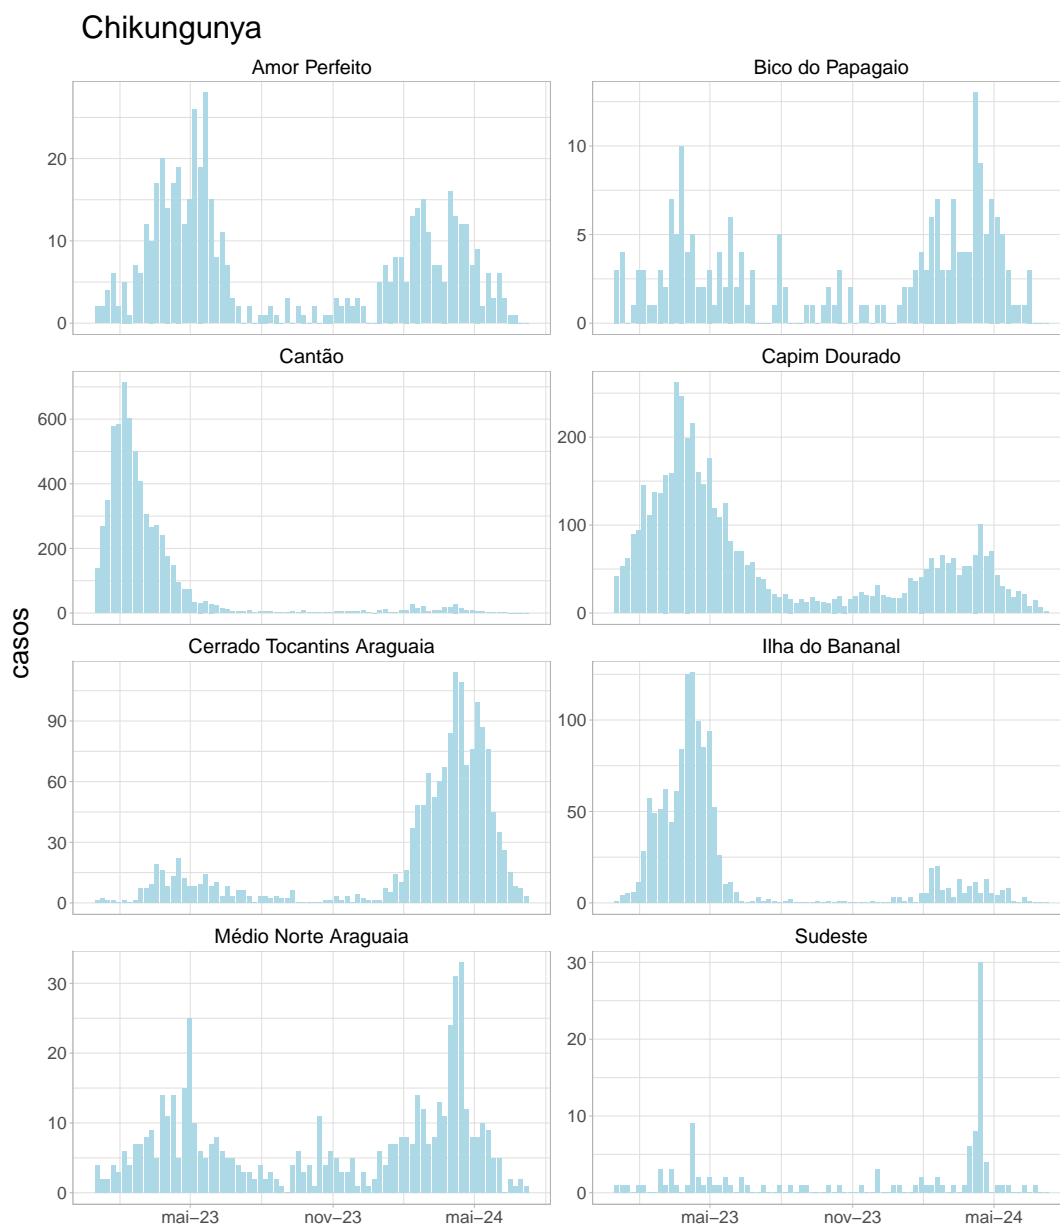 Chikungunya
Amor Perfeito
Bico do Papagaio
20
10
0
10
5
0
Cantão
Capim Dourado
600
400
200
0
200
100
0
casos
Cerrado Tocantins Araguaia
Ilha do Bananal
90
60
30
0
100
50
0
Médio Norte Araguaia
Sudeste
30
20
10
0
30
20
10
0
mai–23
nov–23
mai–24
mai–23
nov–23
mai–24